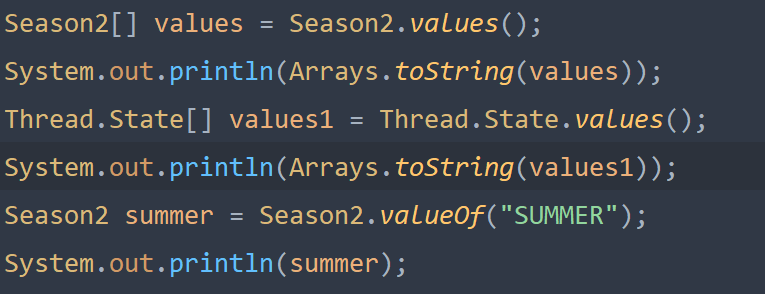 Season2[] values = Season2.values();
System.out.println(Arrays.toString(values));
Thread.State[] values1 = Thread.State.values();
System.out.println(Arrays.toString(values1));
Season2 summer = Season2.valueOf("SUMMER");
System.out.println(summer);